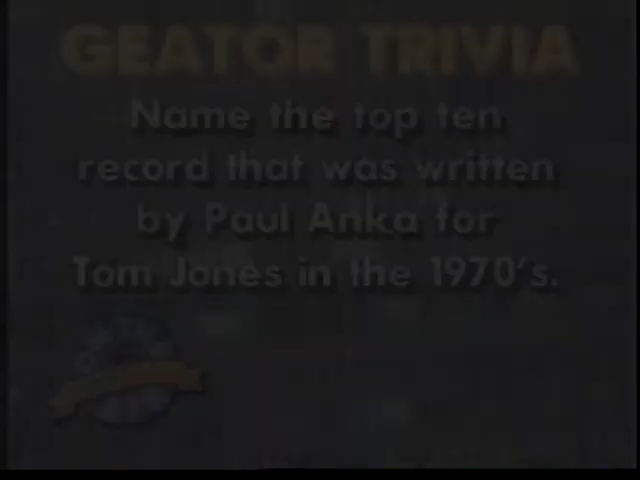 GEATOR TRIVIA
Name the top ten
record that was written
by Paul Anka for
Tom Jones in the 1970's.